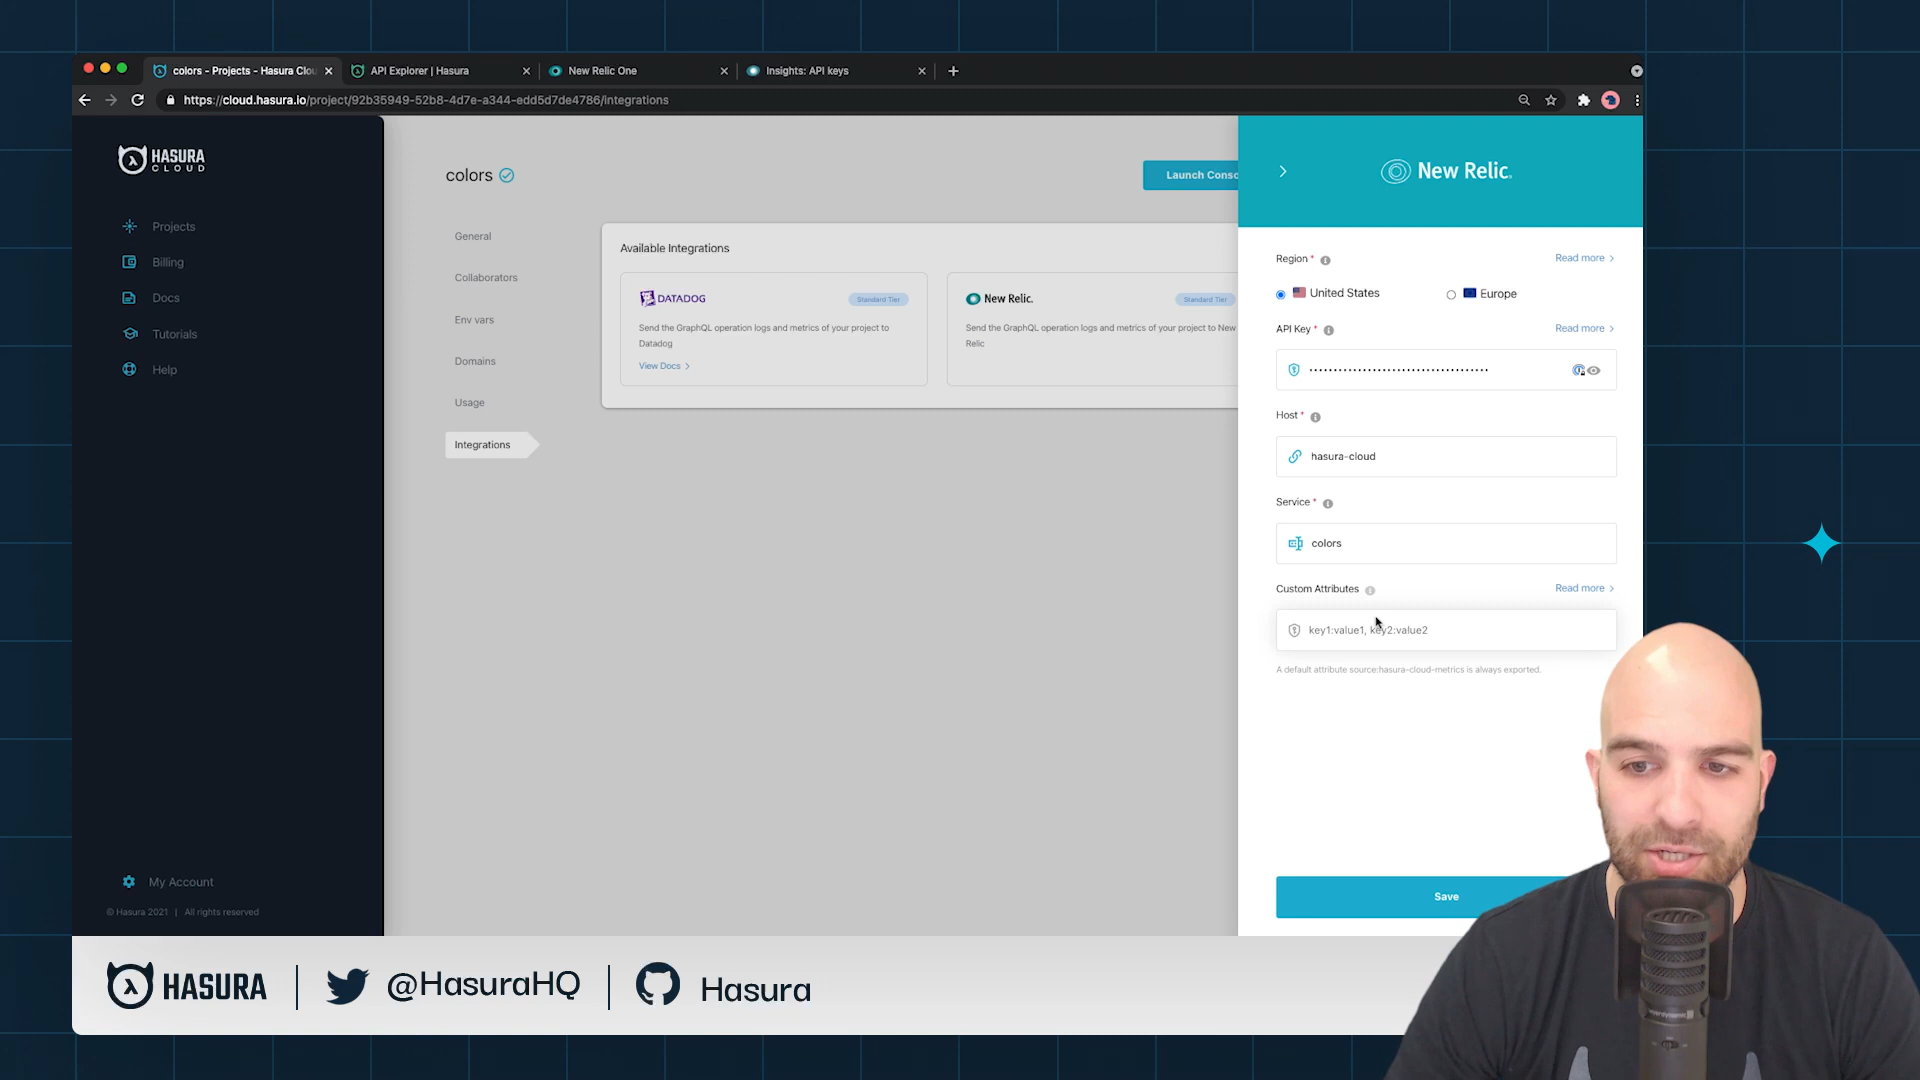 colors - Projects - Hasura Clou
API Explorer | Hasura
New Relic One
Insights: API keys
https://cloud.hasura.io/project/92b35949-52b8-4d7e-a344-edd5d7de4786/integrations
HASURA
CLOUD
Projects
Billing
Docs
Tutorials
Help
My Account
© Hasura 2021 | All rights reserved
colors
Launch Conso
General
Collaborators
Env vars
Domains
Usage
Integrations
Available Integrations
DATADOG
Standard Tier
Send the GraphQL operation logs and metrics of your project to
Datadog
View Docs >
New Relic.
Standard Tier
Send the GraphQL operation logs and metrics of your project to New
Relic
New Relic.
Region *
Read more >
United States
Europe
API Key *
Read more >
Host *
hasura-cloud
Service *
colors
Custom Attributes
Read more >
key1:value1, key2:value2
A default attribute source:hasura-cloud-metrics is always exported.
Save
HASURA
@HasuraHQ
Hasura